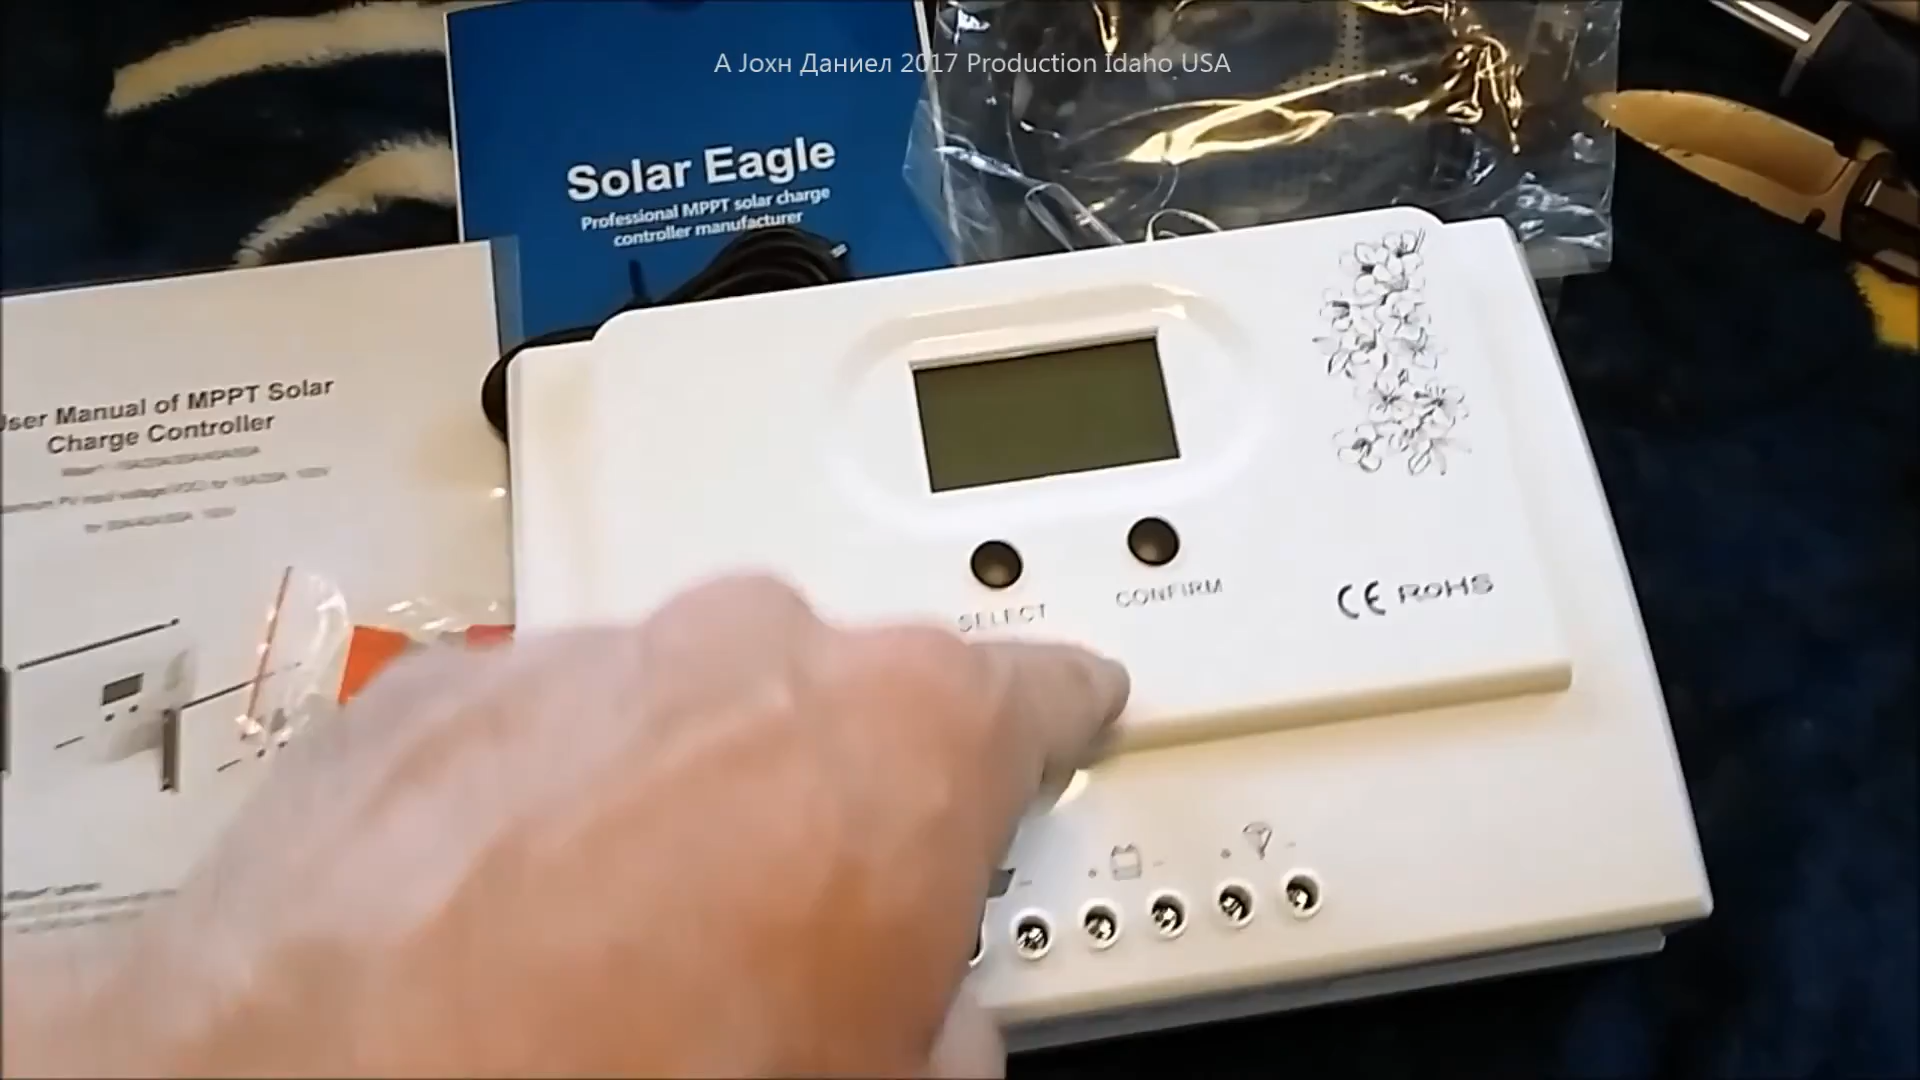 A Јохн Даниел 2017 Production Idaho USA
Solar Eagle
Professional MPPT solar charge
controller manufacturer
User Manual of MPPT Solar
Charge Controller
SELECT
CONFIRM
CE RoHS